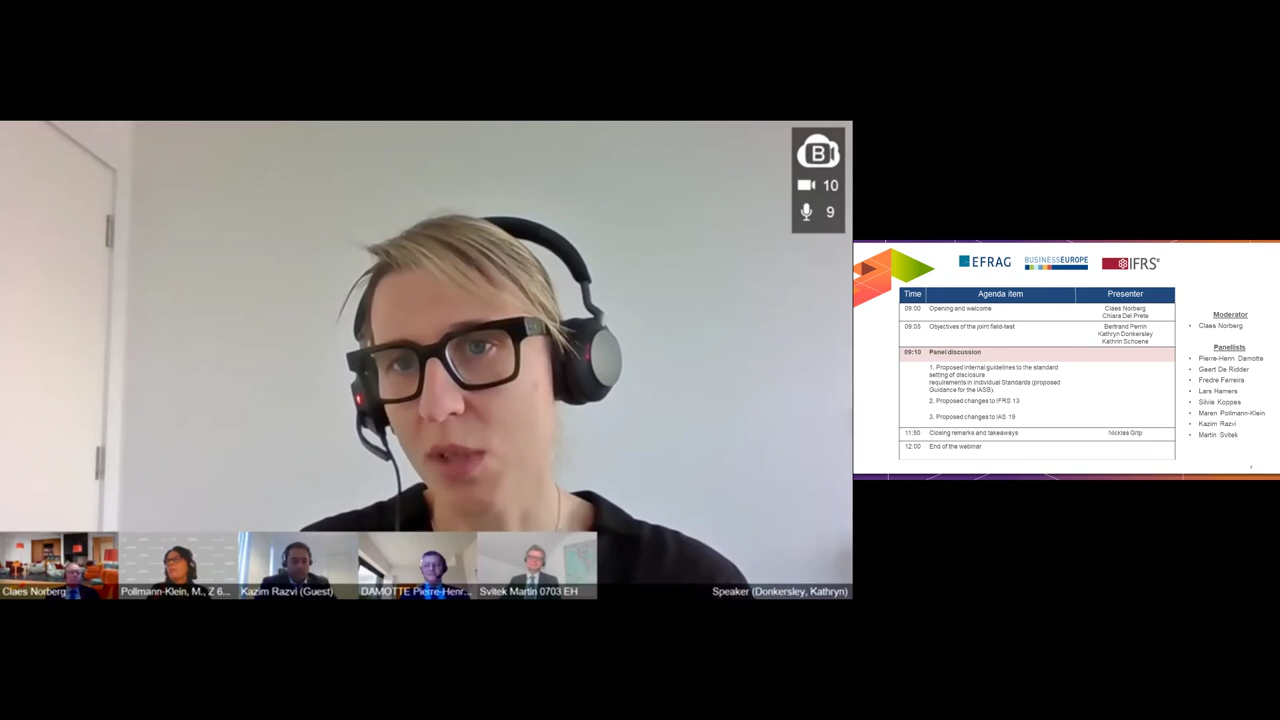 B
10
9
Claes Norberg
Pollmann-Klein, M., Z 6...
Kazim Razvi (Guest)
DAMOTTE Pierre-Henr...
Svitek Martin 0703 EH
Speaker (Donkersley, Kathryn)
EFRAG
BUSINESSEUROPE
IFRS®
Time Agenda item Presenter
09:00 Opening and welcome Claes Norberg
Chiara Del Prete
09:05 Objectives of the joint field-test Bertrand Perrin
Kathryn Donkersley
Kathrin Schoene
09:10 Panel discussion
1. Proposed internal guidelines to the standard
setting of disclosure
requirements in individual Standards (proposed
Guidance for the IASB).
2. Proposed changes to IFRS 13
3. Proposed changes to IAS 19
11:50 Closing remarks and takeaways Nicklas Grip
12:00 End of the webinar
Moderator
• Claes Norberg
Panellists
• Pierre-Henri Damotte
• Geert De Ridder
• Fredre Ferreira
• Lars Hamers
• Silvie Koppes
• Maren Pollmann-Klein
• Kazim Razvi
• Martin Svitek